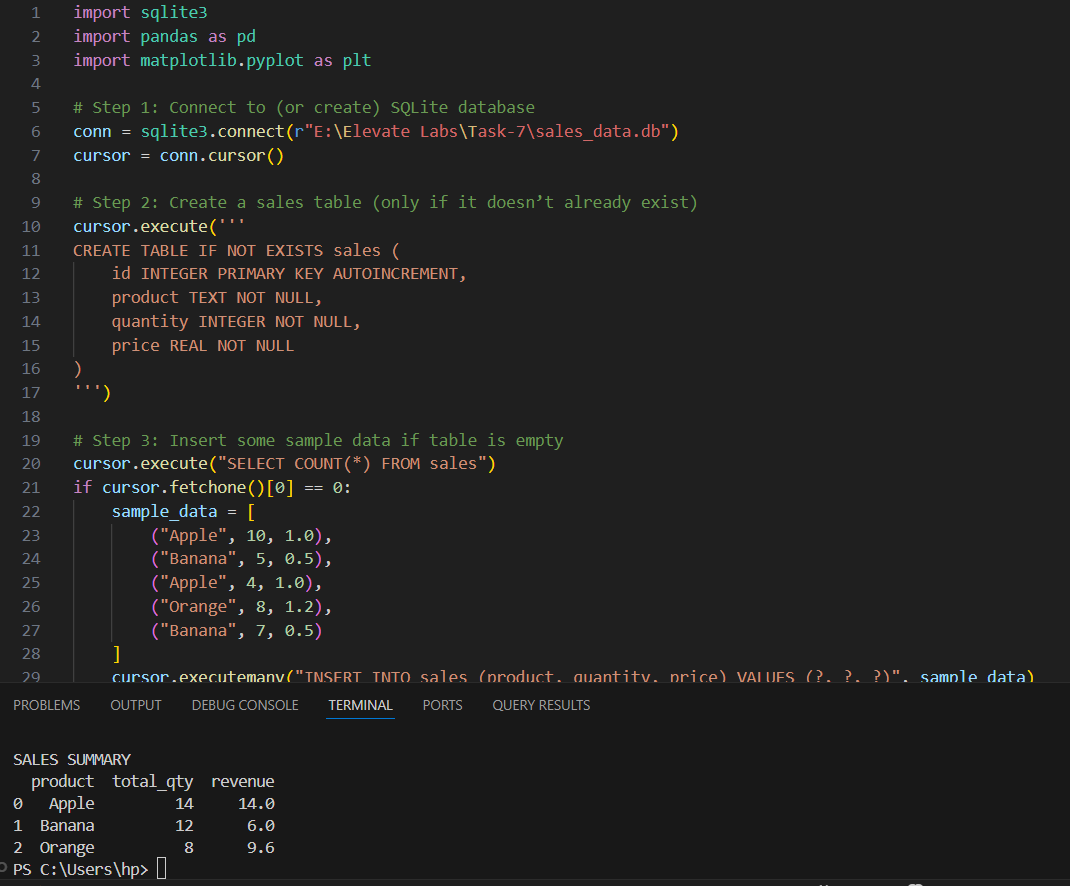 1 import sqlite3
2 import pandas as pd
3 import matplotlib.pyplot as plt
4
5 # Step 1: Connect to (or create) SQLite database
6 conn = sqlite3.connect(r"E:\Elevate Labs\Task-7\sales_data.db")
7 cursor = conn.cursor()
8
9 # Step 2: Create a sales table (only if it doesn’t already exist)
10 cursor.execute('''
11 CREATE TABLE IF NOT EXISTS sales (
12     id INTEGER PRIMARY KEY AUTOINCREMENT,
13     product TEXT NOT NULL,
14     quantity INTEGER NOT NULL,
15     price REAL NOT NULL
16 )
17 ''')
18
19 # Step 3: Insert some sample data if table is empty
20 cursor.execute("SELECT COUNT(*) FROM sales")
21 if cursor.fetchone()[0] == 0:
22     sample_data = [
23         ("Apple", 10, 1.0),
24         ("Banana", 5, 0.5),
25         ("Apple", 4, 1.0),
26         ("Orange", 8, 1.2),
27         ("Banana", 7, 0.5)
28     ]
29     cursor.executemany("INSERT INTO sales (product, quantity, price) VALUES (?, ?, ?)", sample_data)
PROBLEMS OUTPUT DEBUG CONSOLE TERMINAL PORTS QUERY RESULTS
SALES SUMMARY
  product  total_qty  revenue
0   Apple         14     14.0
1  Banana         12      6.0
2  Orange          8      9.6
PS C:\Users\hp>